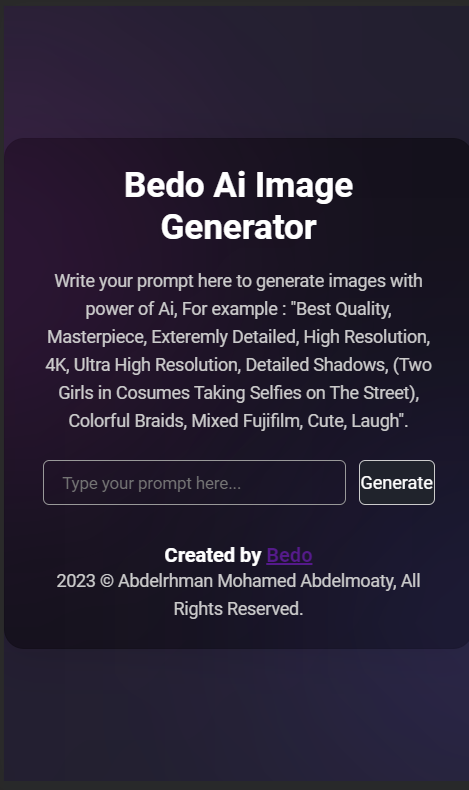 Bedo Ai Image
Generator
Write your prompt here to generate images with
power of Ai, For example : "Best Quality,
Masterpiece, Exteremly Detailed, High Resolution,
4K, Ultra High Resolution, Detailed Shadows, (Two
Girls in Cosumes Taking Selfies on The Street),
Colorful Braids, Mixed Fujifilm, Cute, Laugh".
Type your prompt here...
Generate
Created by Bedo
2023 © Abdelrhman Mohamed Abdelmoaty, All
Rights Reserved.